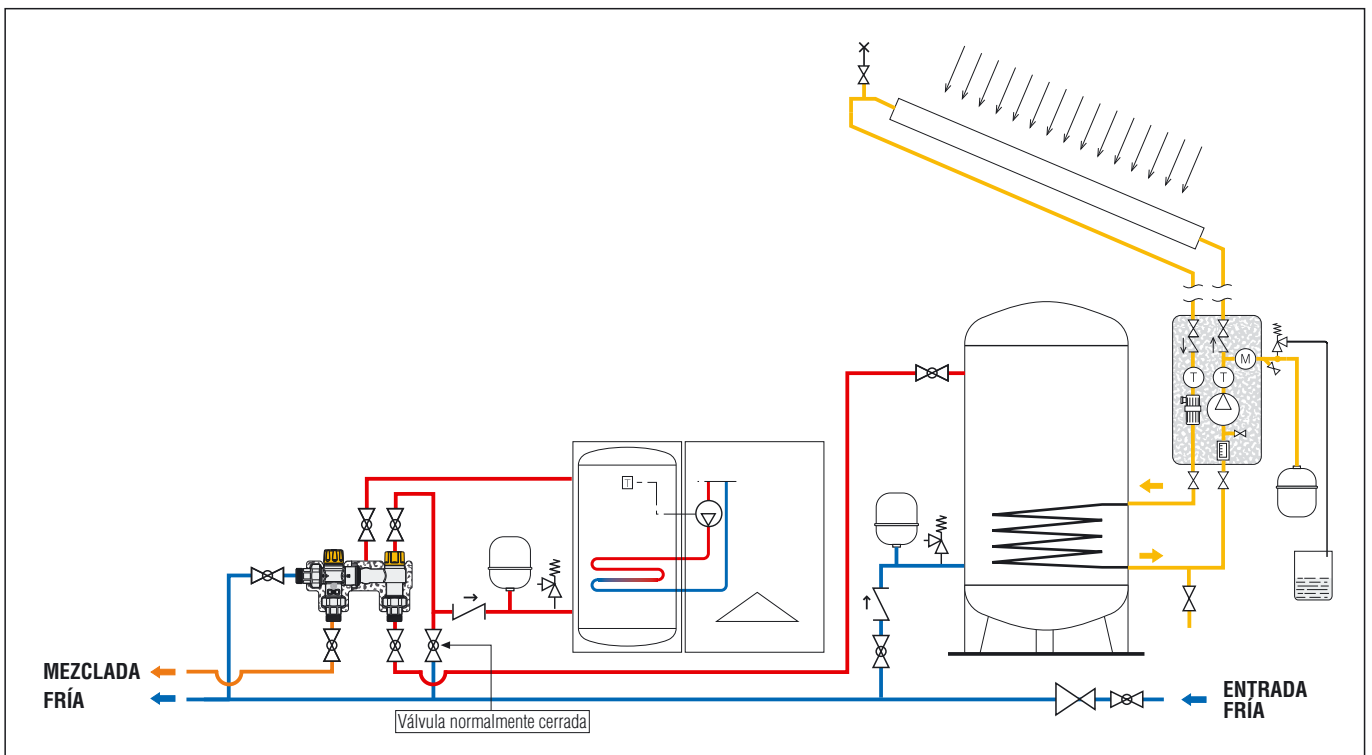 M
T
T
T
MEZCLADA
FRÍA
Válvula normalmente cerrada
ENTRADA
FRÍA